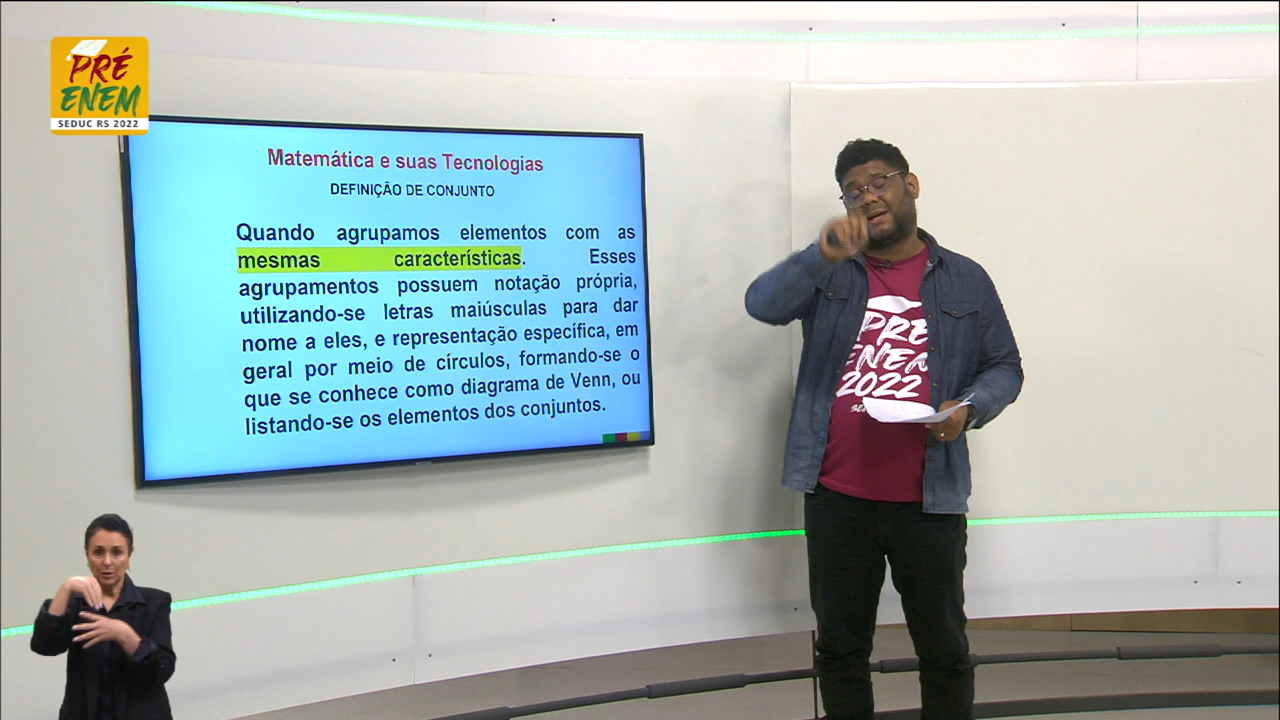 PRÉ
ENEM
SEDUC RS 2022
Matemática e suas Tecnologias
DEFINIÇÃO DE CONJUNTO
Quando agrupamos elementos com as
mesmas características. Esses
agrupamentos possuem notação própria,
utilizando-se letras maiúsculas para dar
nome a eles, e representação específica, em
geral por meio de círculos, formando-se o
que se conhece como diagrama de Venn, ou
listando-se os elementos dos conjuntos.
PRÉ
ENEM
2022